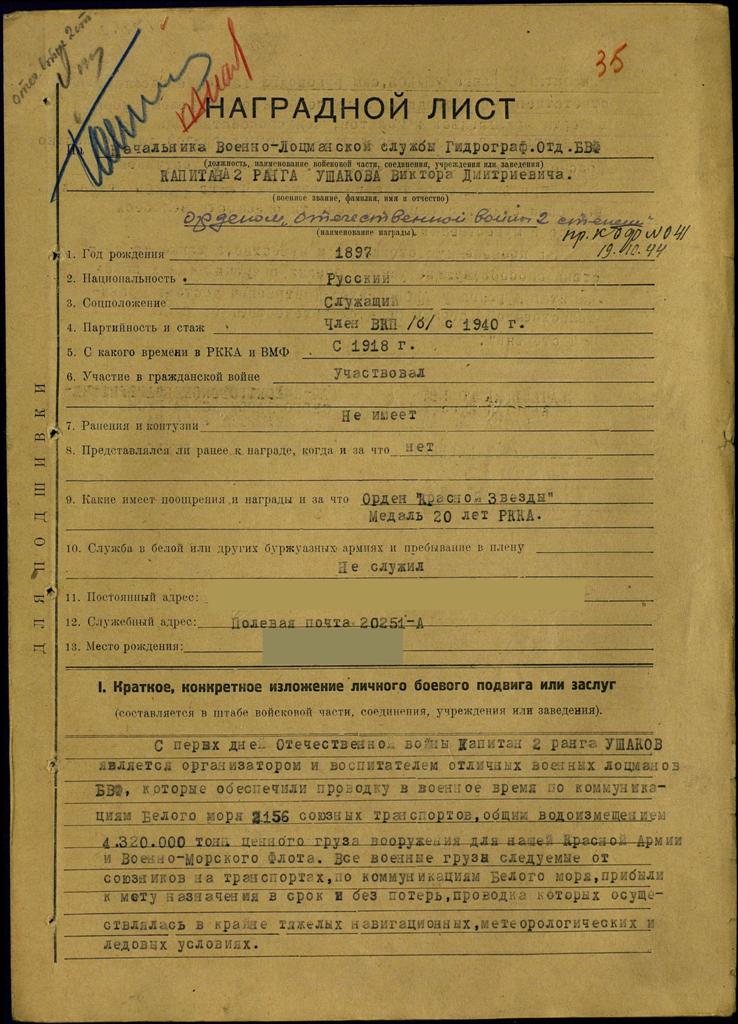 отеч войне 2 ст
35
НАГРАДНОЙ ЛИСТ
На Начальника Военно-Лоцманской службы Гидрограф.Отд.БВФ
(должность, наименование войсковой части, соединения, учреждения или заведения)
КАПИТАНА 2 РАНГА УШАКОВА Виктора Дмитриевича.
(военное звание, фамилия, имя и отчество)
орденом „отечественной войны 2 степени"
(наименование награды).
пр. КБФ № 041
19.10.44
1. Год рождения 1897
2. Национальность Русский
3. Соцположение Служащий
4. Партийность и стаж Член ВКП /б/ с 1940 г.
5. С какого времени в РККА и ВМФ С 1918 г.
6. Участие в гражданской войне Участвовал
7. Ранения и контузии Не имеет
8. Представлялся ли ранее к награде, когда и за что нет
9. Какие имеет поощрения и награды и за что Орден "Красной Звезды"
Медаль 20 лет РККА.
10. Служба в белой или других буржуазных армиях и пребывание в плену
Не служил
11. Постоянный адрес:
12. Служебный адрес: Полевая почта 20251-А
13. Место рождения:
ДЛЯ ПОДШИВКИ
I. Краткое, конкретное изложение личного боевого подвига или заслуг
(составляется в штабе войсковой части, соединения, учреждения или заведения).
С первх дней Отечественной войны Капитан 2 ранга УШАКОВ
является организатором и воспитателем отличных военных лоцманов
БВФ, которые обеспечили проводку в военное время по коммуника-
циям Белого моря 2156 союзных транспортов, общим водоизмещением
4.320.000 тонн ценного груза вооружения для нашей Красной Армии
и Военно-Морского Флота. Все военные грузы следуемые от
союзников на транспортах, по коммуникациям Белого моря, прибыли
к месту назначения в срок и без потерь, проводка которых осуще-
ствлялась в крайне тяжелых навигационных, метеорологических и
ледовых условиях.